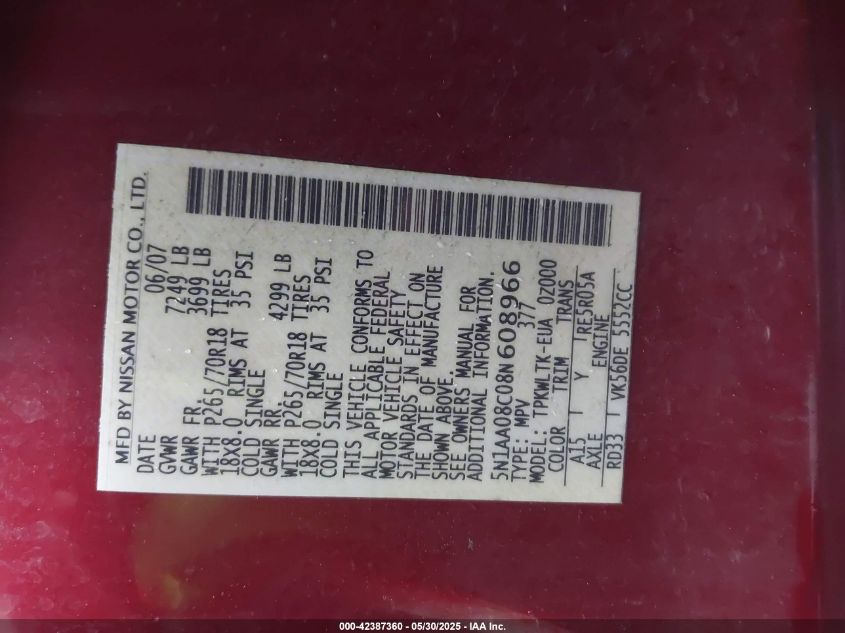 MFD BY NISSAN MOTOR CO., LTD.
DATE 06/07
GVWR 7249 LB
GAWR FR. 3699 LB
WITH P265/70R18 TIRES
18X8.0 RIMS AT 35 PSI
COLD SINGLE
GAWR RR. 4299 LB
WITH P265/70R18 TIRES
18X8.0 RIMS AT 35 PSI
COLD SINGLE
THIS VEHICLE CONFORMS TO
ALL APPLICABLE FEDERAL
MOTOR VEHICLE SAFETY
STANDARDS IN EFFECT ON
THE DATE OF MANUFACTURE
SHOWN ABOVE.
SEE OWNERS MANUAL FOR
ADDITIONAL INFORMATION.
5N1AA08C08N608966
TYPE: MPV 377
MODEL: TPKWLTK-EUA 02000
COLOR TRIM TRANS
A15 Y RE5R05A
AXLE ENGINE
RD33 VK56DE 5552CC
000-42387360 - 05/30/2025 - IAA Inc.